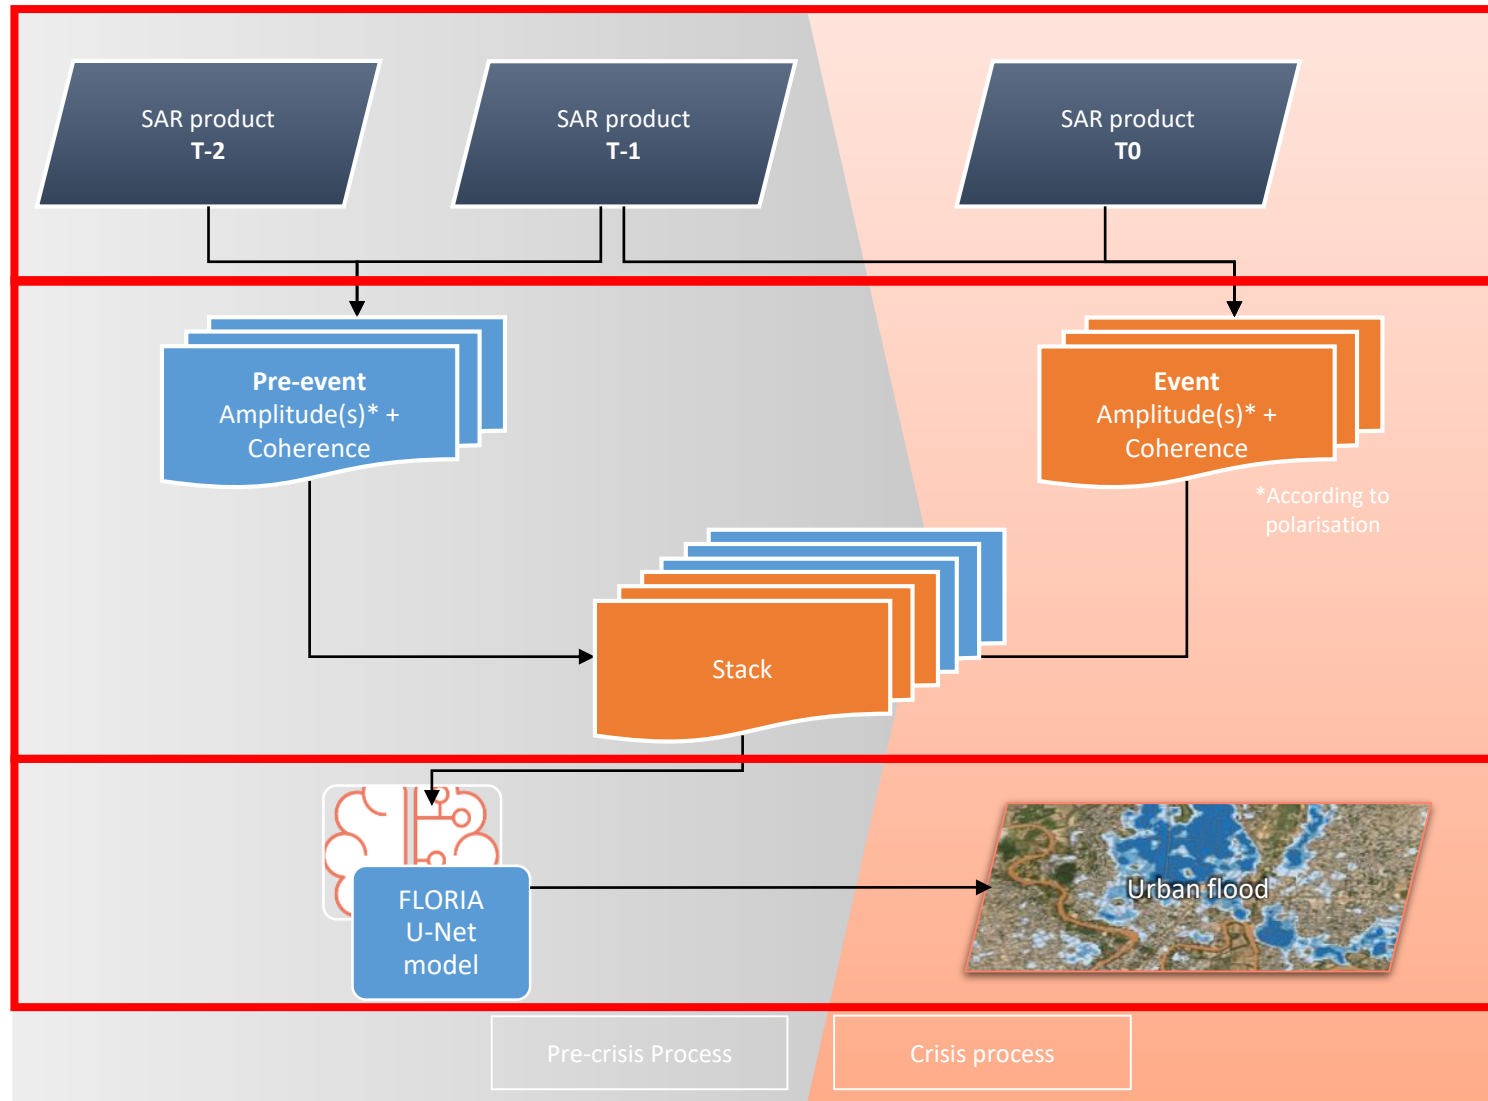 SAR product
T-2
SAR product
T-1
SAR product
T0
Pre-event
Amplitude(s)* +
Coherence
Event
Amplitude(s)* +
Coherence
*According to
polarisation
Stack
FLORIA
U-Net
model
Urban flood
Pre-crisis Process
Crisis process